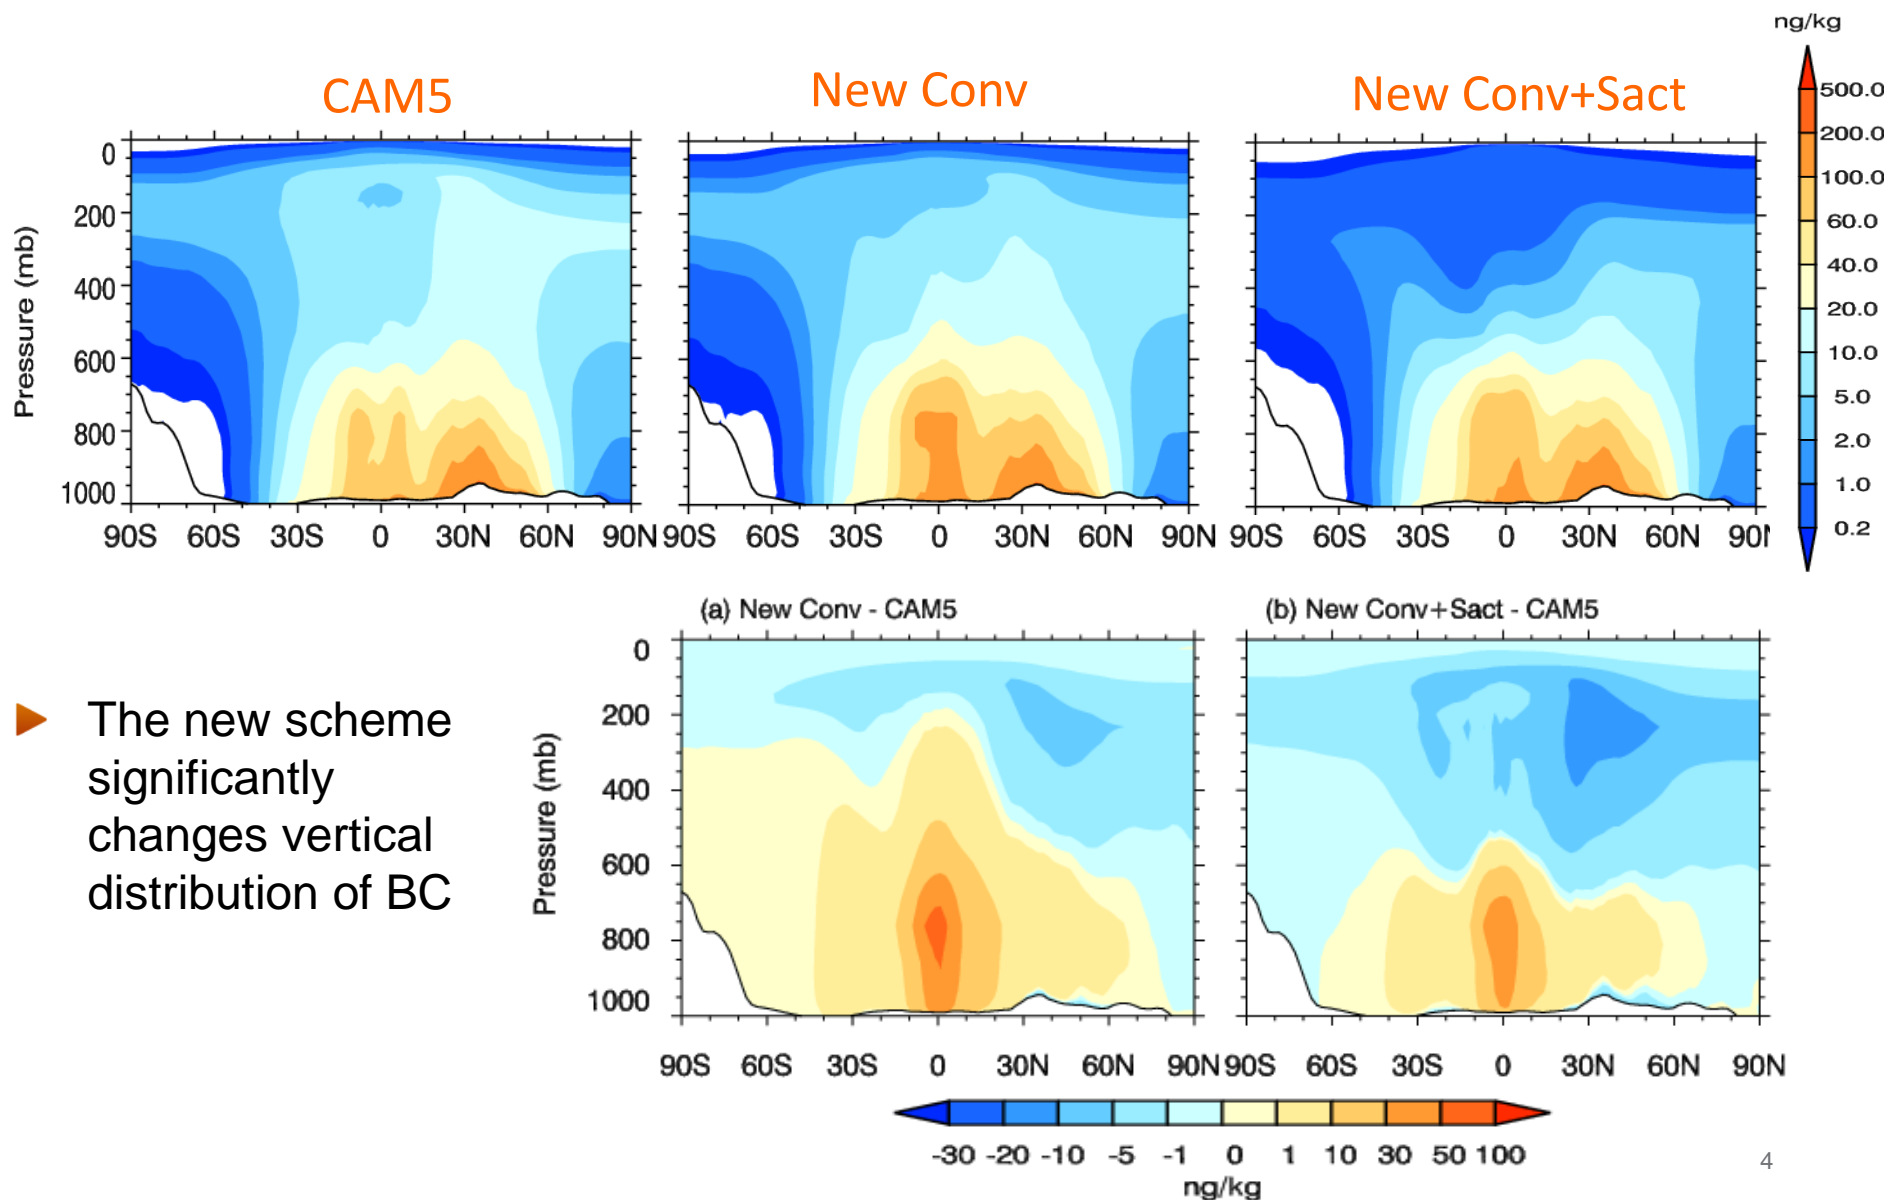 ng/kg
CAM5
New Conv
New Conv+Sact
500.0
200.0
100.0
60.0
40.0
20.0
10.0
5.0
2.0
1.0
0.2
Pressure (mb)
0
200
400
600
800
1000
90S 60S 30S 0 30N 60N 90N
90S 60S 30S 0 30N 60N 90N
90S 60S 30S 0 30N 60N 90N
(a) New Conv - CAM5
(b) New Conv+Sact - CAM5
The new scheme
significantly
changes vertical
distribution of BC
Pressure (mb)
0
200
400
600
800
1000
90S 60S 30S 0 30N 60N 90N
90S 60S 30S 0 30N 60N 90N
-30 -20 -10 -5 -1 0 1 10 30 50 100
ng/kg
4